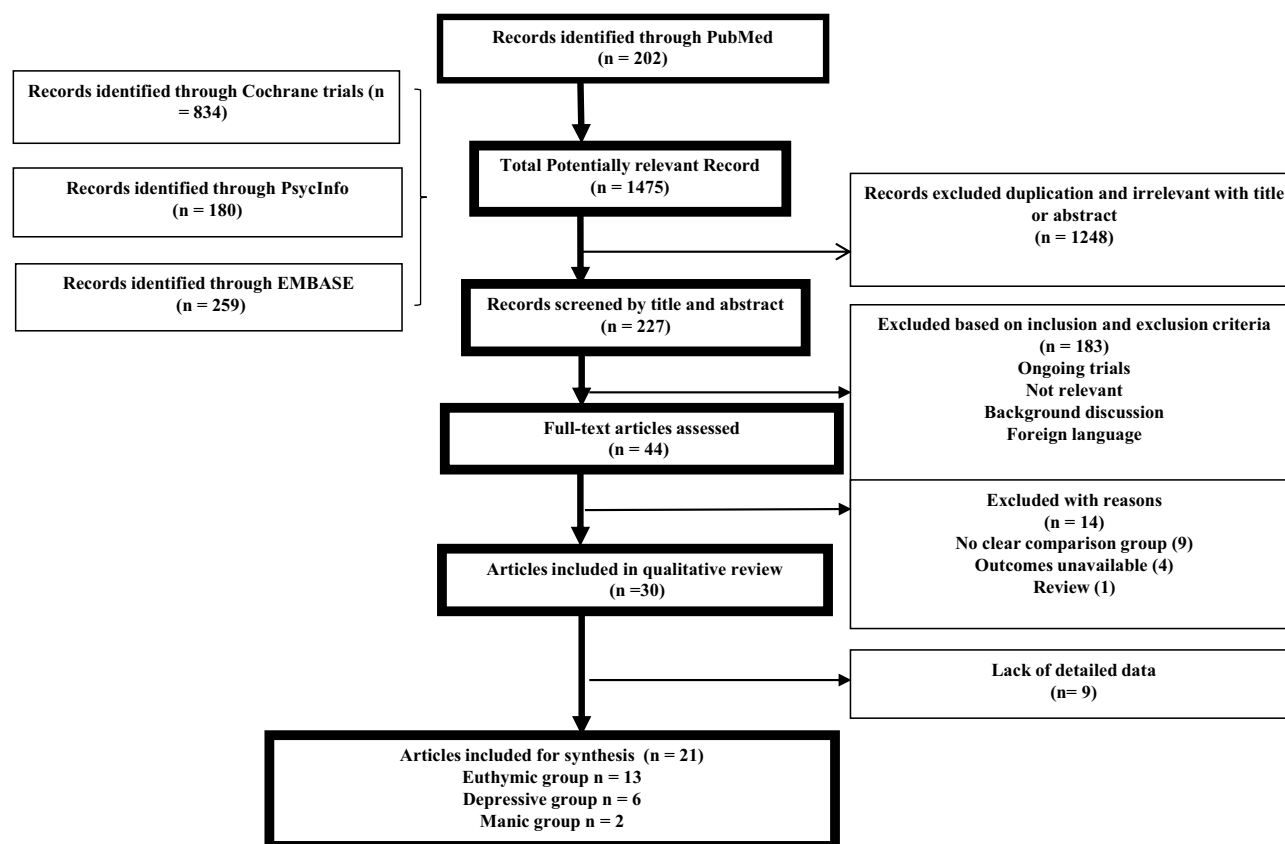 Records identified through PubMed
(n = 202)
Records identified through Cochrane trials (n
= 834)
Records identified through PsycInfo
(n = 180)
Records identified through EMBASE
(n = 259)
Total Potentially relevant Record
(n = 1475)
Records excluded duplication and irrelevant with title
or abstract
(n = 1248)
Records screened by title and abstract
(n = 227)
Excluded based on inclusion and exclusion criteria
(n = 183)
Ongoing trials
Not relevant
Background discussion
Foreign language
Full-text articles assessed
(n = 44)
Excluded with reasons
(n = 14)
No clear comparison group (9)
Outcomes unavailable (4)
Review (1)
Articles included in qualitative review
(n =30)
Lack of detailed data
(n= 9)
Articles included for synthesis (n = 21)
Euthymic group n = 13
Depressive group n = 6
Manic group n = 2